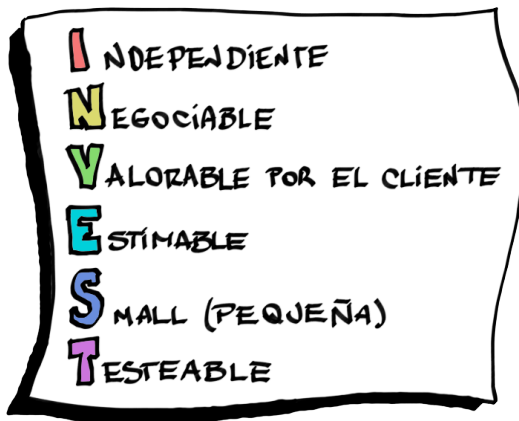 INDEPENDIENTE
NEGOCIABLE
VALORABLE POR EL CLIENTE
ESTIMABLE
SMALL (PEQUEÑA)
TESTEABLE